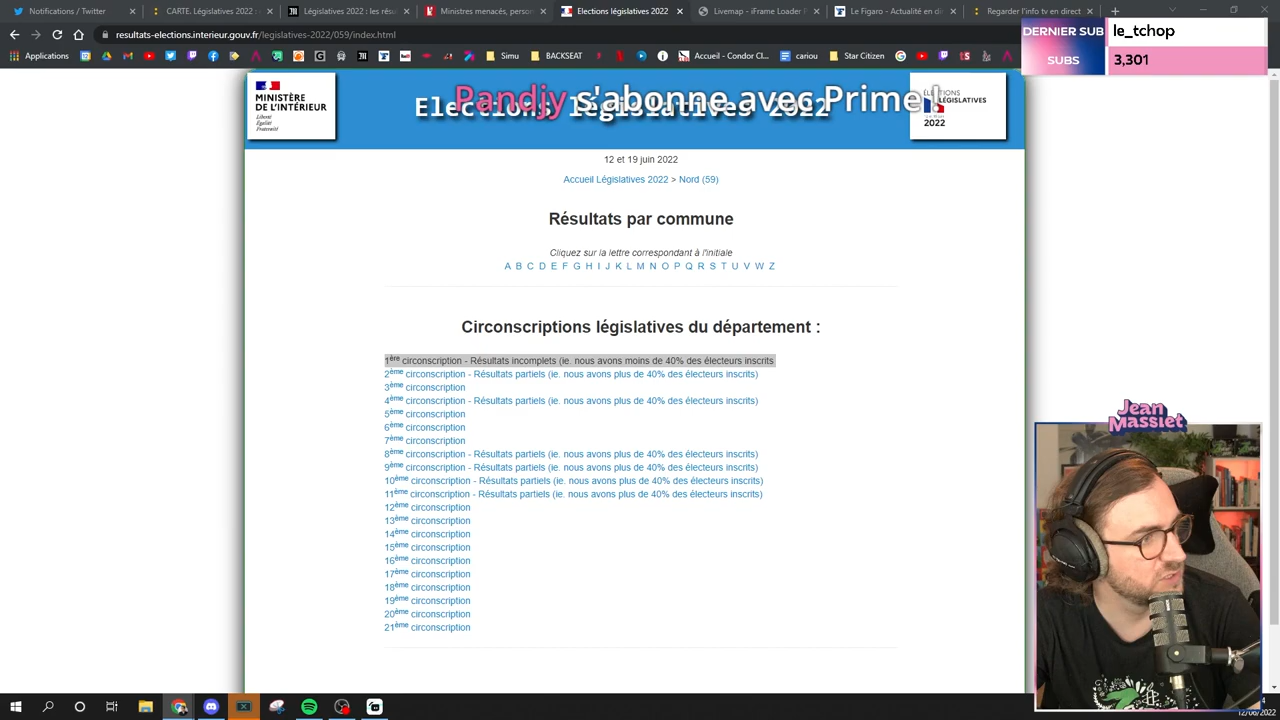 CARTE. Législatives 2022 :
Législatives 2022 : les résu
Ministres menacés, person
Elections législatives 2022
Livemap - iFrame Loader P
Le Figaro - Actualité en di
Regarder l
resultats-elections.interieur.gouv.fr/legislatives-2022/059/index.html
Applications
Twitter
Simu
BACKSEAT
Accueil - Condor Cl...
cariou
Star Citizen
DERNIER SUB
le_tchop
SUBS
3,301
MINISTÈRE
DE L'INTÉRIEUR
Liberté
Égalité
Fraternité
Elections législatives 2022
Pandjy s'abonne avec Prime !
ÉLECTIONS
LÉGISLATIVES
2022
12 et 19 juin 2022
Accueil Législatives 2022 > Nord (59)
Résultats par commune
Cliquez sur la lettre correspondant à l'initiale
A B C D E F G H I J K L M N O P Q R S T U V W Z
Circonscriptions législatives du département :
1ère circonscription - Résultats incomplets (ie. nous avons moins de 40% des électeurs inscrits
2ème circonscription - Résultats partiels (ie. nous avons plus de 40% des électeurs inscrits)
3ème circonscription
4ème circonscription - Résultats partiels (ie. nous avons plus de 40% des électeurs inscrits)
5ème circonscription
6ème circonscription
7ème circonscription
8ème circonscription - Résultats partiels (ie. nous avons plus de 40% des électeurs inscrits)
9ème circonscription - Résultats partiels (ie. nous avons plus de 40% des électeurs inscrits)
10ème circonscription - Résultats partiels (ie. nous avons plus de 40% des électeurs inscrits)
11ème circonscription - Résultats partiels (ie. nous avons plus de 40% des électeurs inscrits)
12ème circonscription
13ème circonscription
14ème circonscription
15ème circonscription
16ème circonscription
17ème circonscription
18ème circonscription
19ème circonscription
20ème circonscription
21ème circonscription
Jean
Massiet
12/06/2022